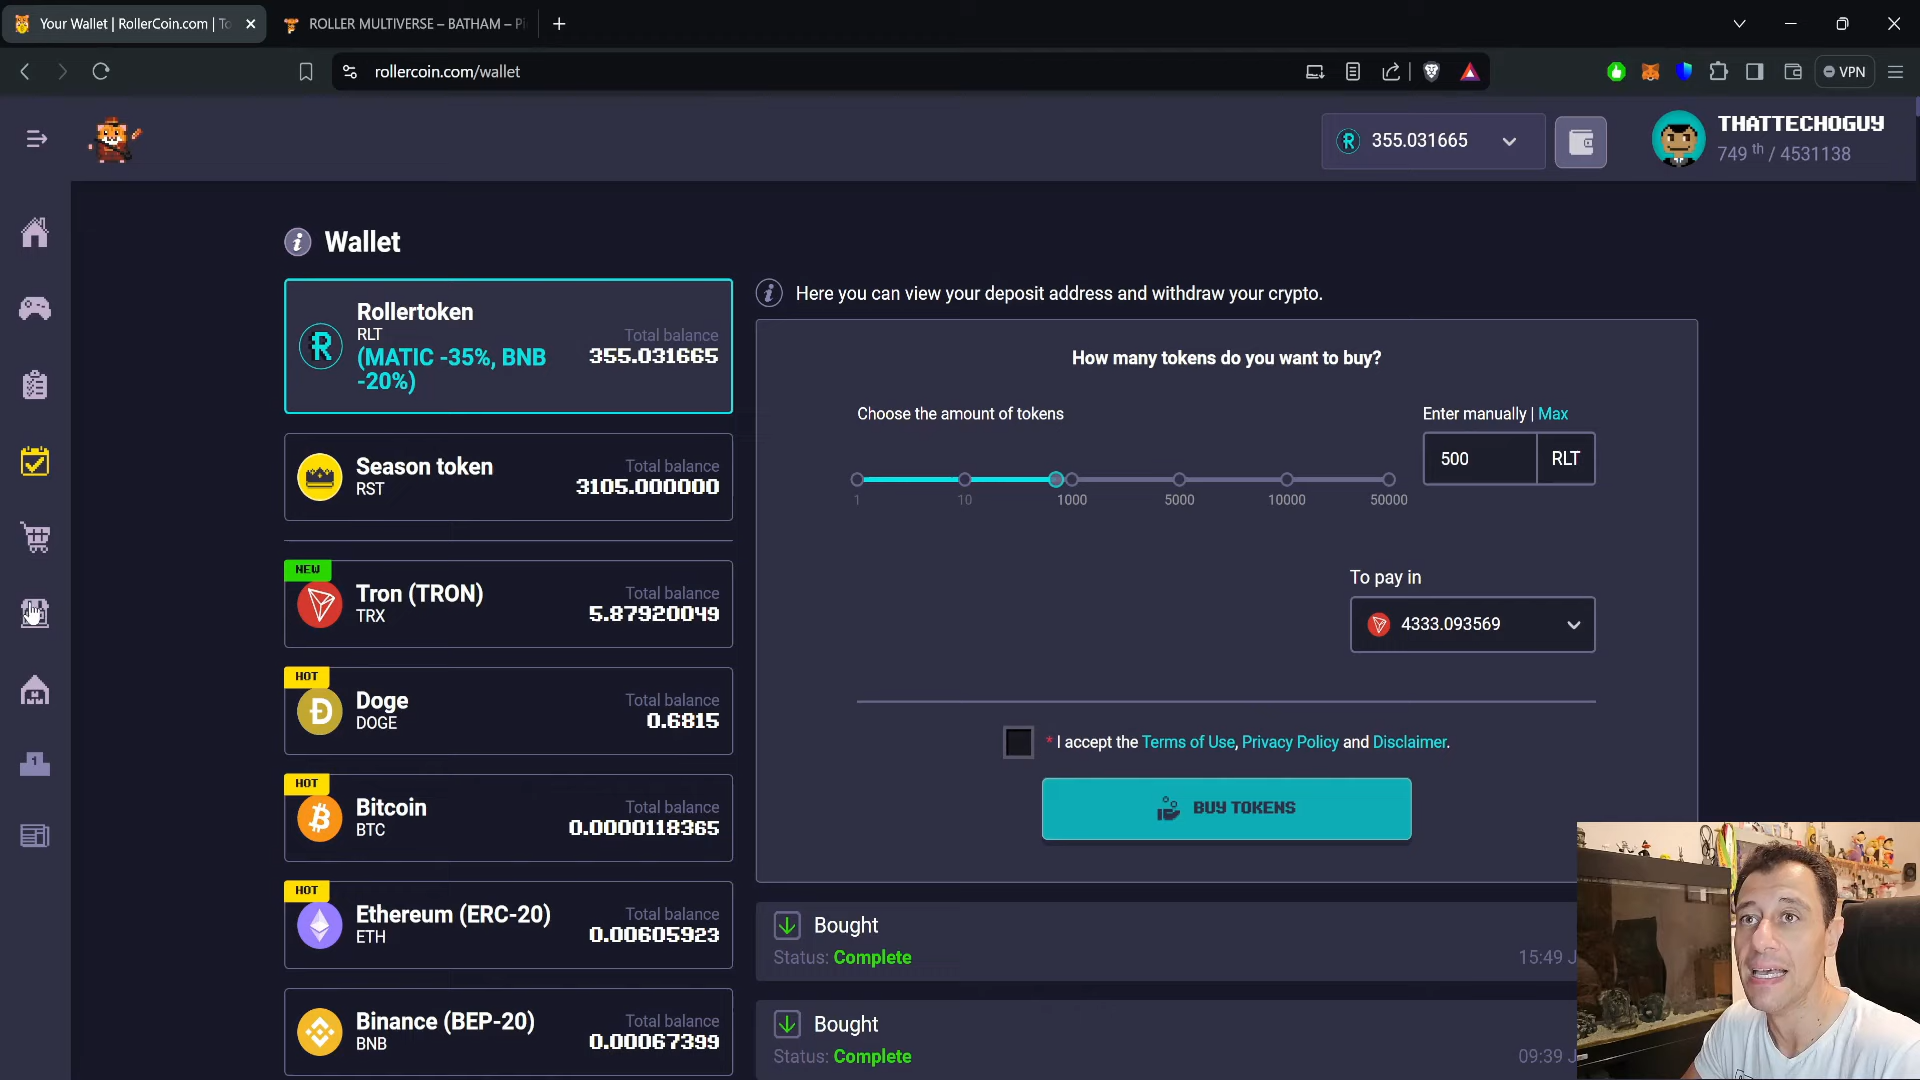 Your Wallet | RollerCoin.com | To
ROLLER MULTIVERSE – BATHAM – Pi
rollercoin.com/wallet
VPN
355.031665
THATTECHOGUY
749 th / 4531138
Wallet
Rollertoken
RLT
(MATIC -35%, BNB -20%)
Total balance
355.031665
Season token
RST
Total balance
3105.000000
NEW
Tron (TRON)
TRX
Total balance
5.87920049
HOT
Doge
DOGE
Total balance
0.6815
HOT
Bitcoin
BTC
Total balance
0.0000118365
HOT
Ethereum (ERC-20)
ETH
Total balance
0.00605923
Binance (BEP-20)
BNB
Total balance
0.00067399
Here you can view your deposit address and withdraw your crypto.
How many tokens do you want to buy?
Choose the amount of tokens
Enter manually | Max
500 RLT
1 10 1000 5000 10000 50000
To pay in
4333.093569
* I accept the Terms of Use, Privacy Policy and Disclaimer.
BUY TOKENS
Bought
Status: Complete
15:49 J
Bought
Status: Complete
09:39 J